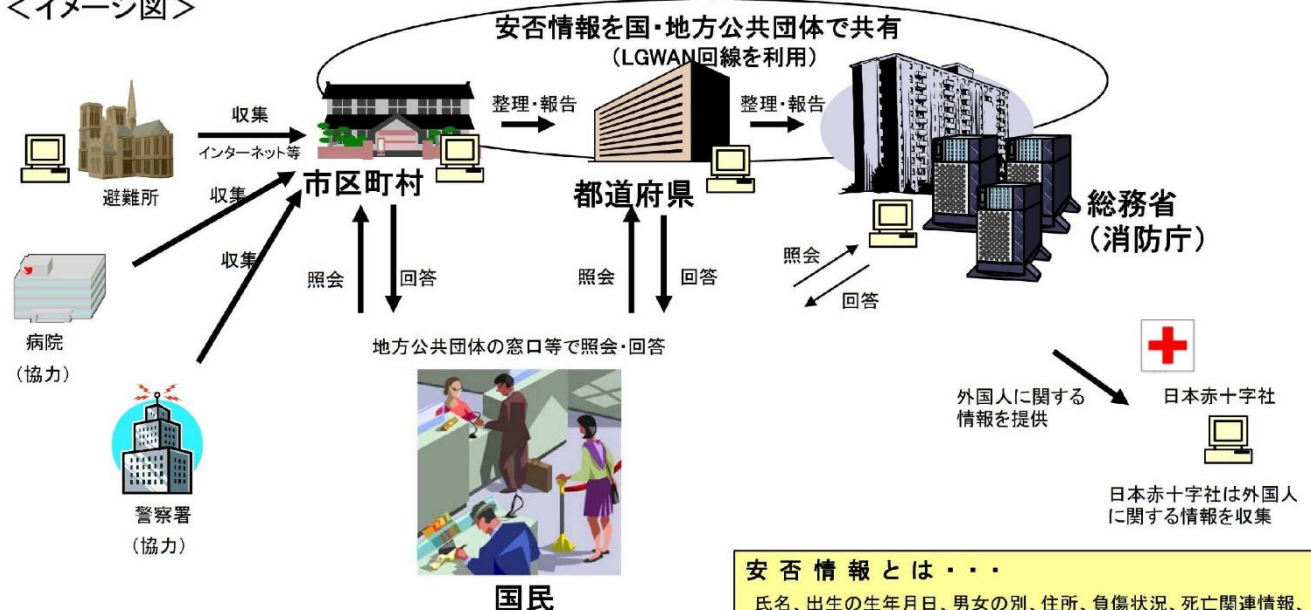 ＜イメージ図＞
安否情報を国・地方公共団体で共有
（LGWAN回線を利用）
収集
インターネット等
整理・報告
整理・報告
避難所
市区町村
都道府県
総務省
（消防庁）
収集
収集
照会
回答
照会
回答
照会
回答
病院
（協力）
地方公共団体の窓口等で照会・回答
外国人に関する
情報を提供
日本赤十字社
警察署
（協力）
日本赤十字社は外国人
に関する情報を収集
国民
安否情報とは・・・
氏名、出生の生年月日、男女の別、住所、負傷状況、死亡関連情報、